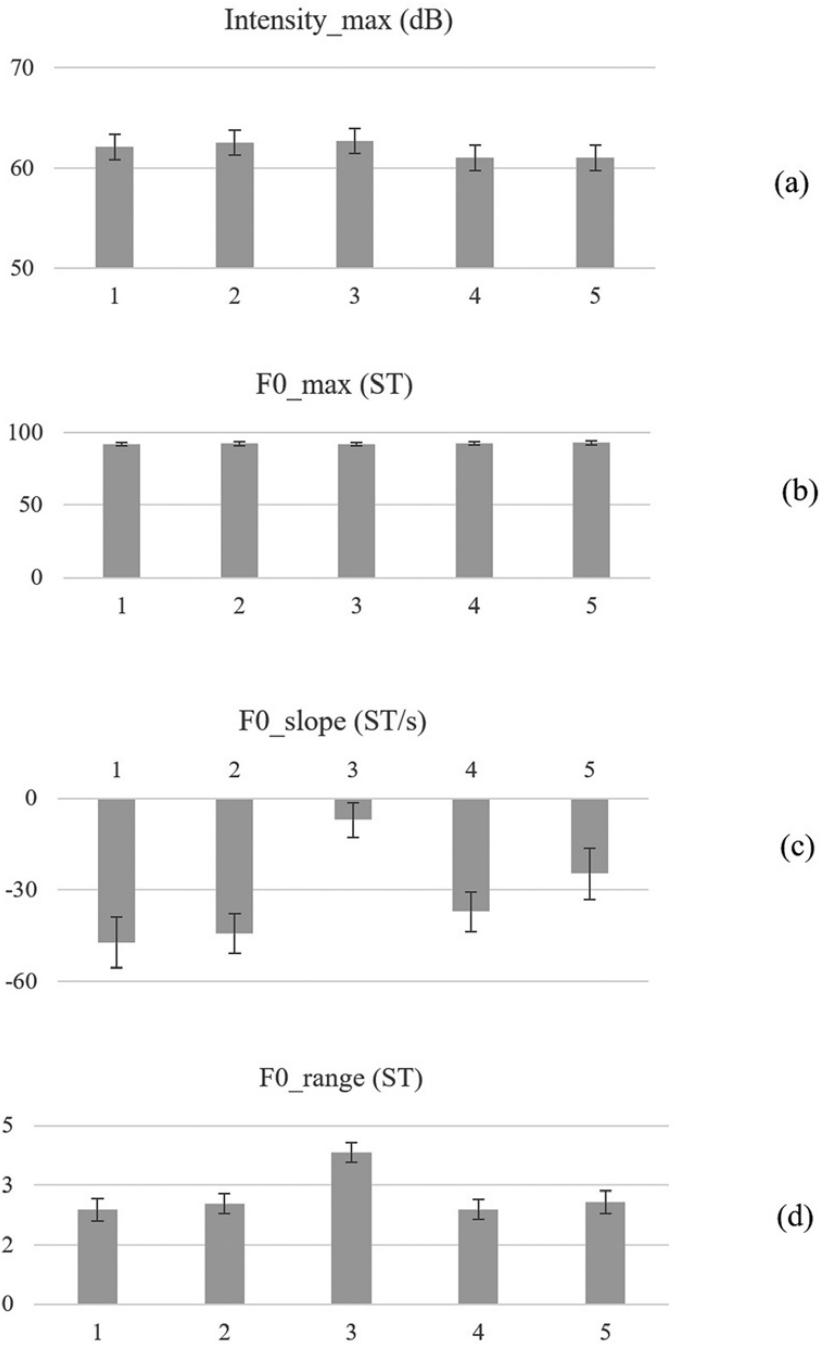 Intensity_max (dB)
70
60
50
1 2 3 4 5
(a)
F0_max (ST)
100
50
0
1 2 3 4 5
(b)
F0_slope (ST/s)
1 2 3 4 5
0
-30
-60
(c)
F0_range (ST)
5
3
2
0
1 2 3 4 5
(d)